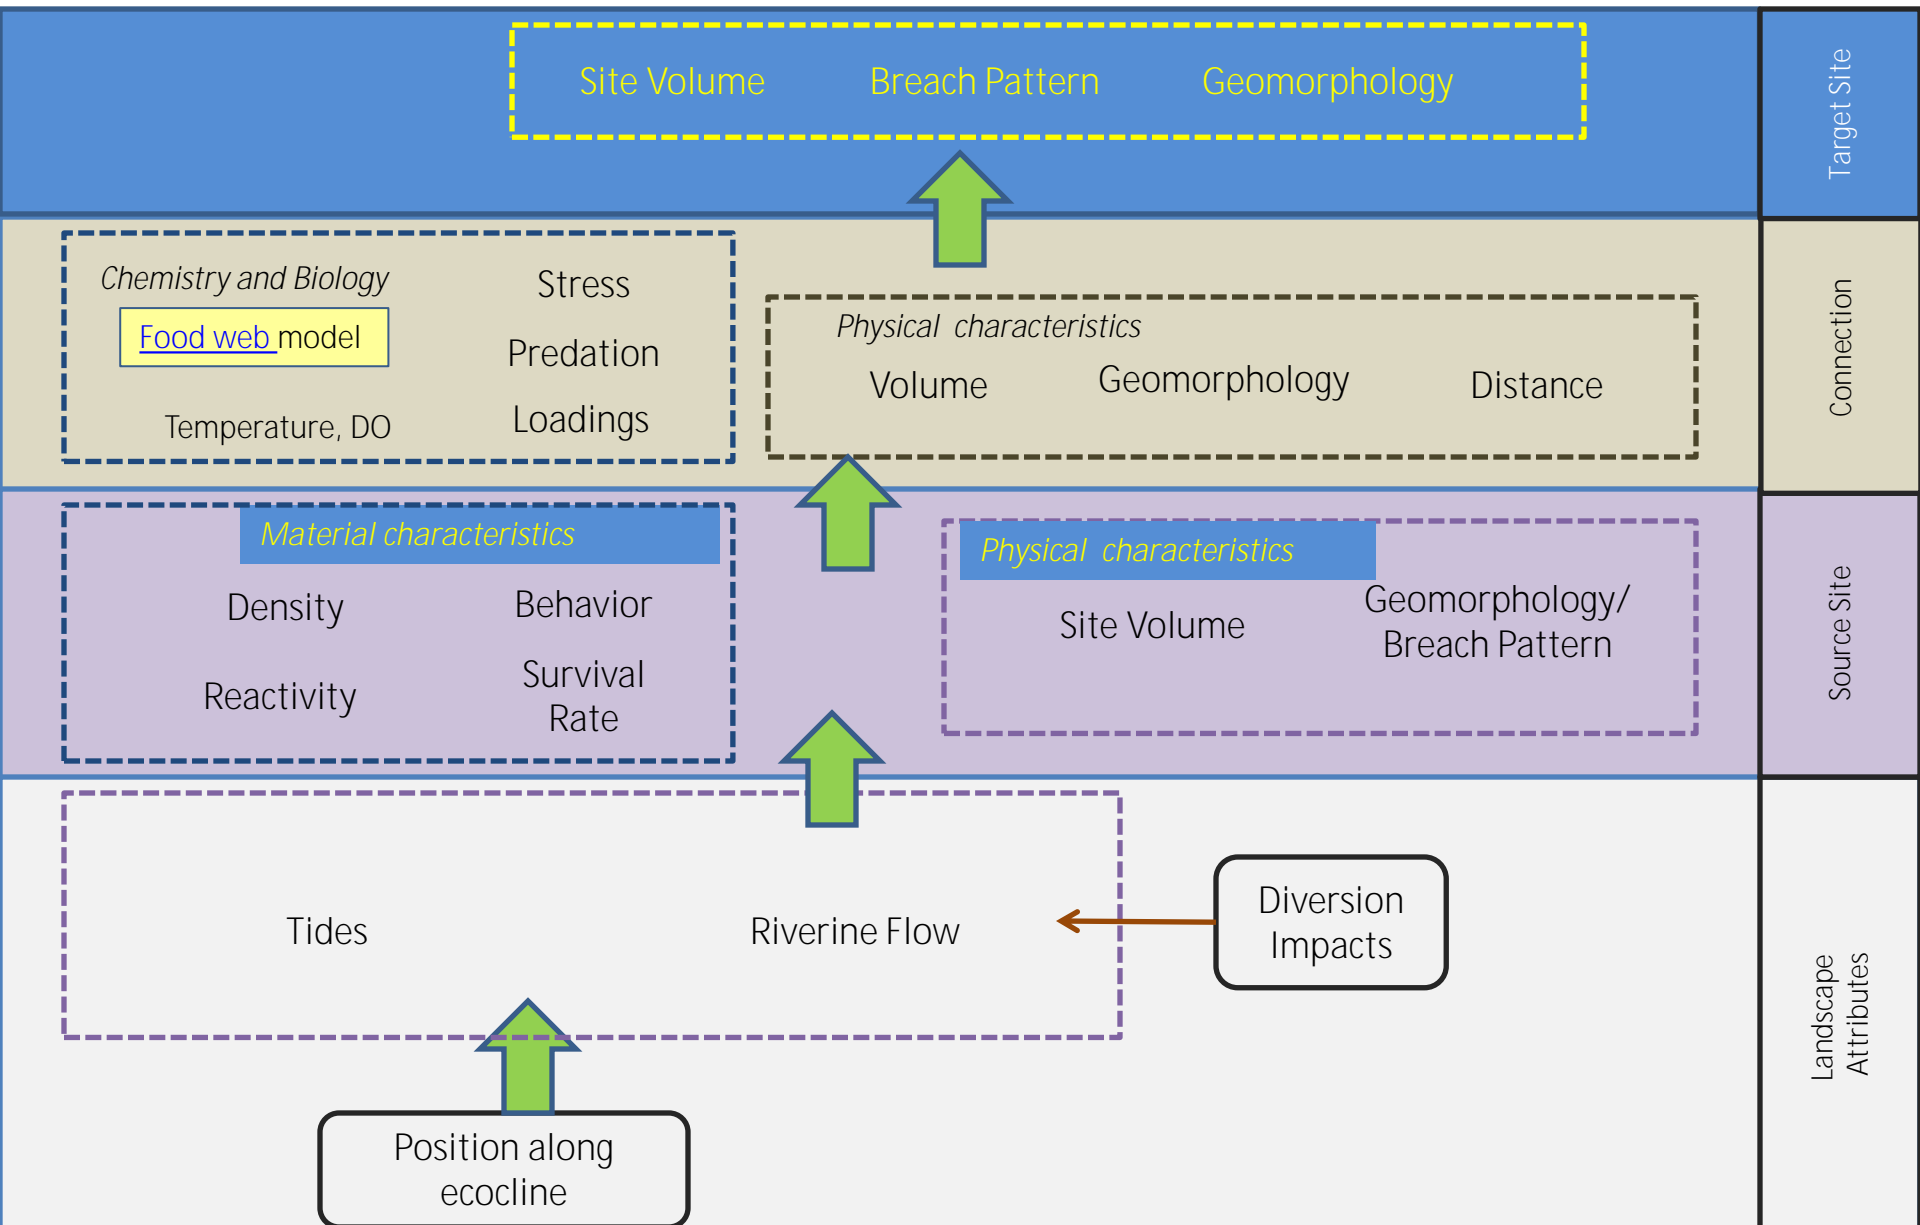 Site Volume
Breach Pattern
Geomorphology
Target Site
Chemistry and Biology
Food web model
Temperature, DO
Stress
Predation
Loadings
Physical characteristics
Volume
Geomorphology
Distance
Connection
Material characteristics
Density
Behavior
Reactivity
Survival
Rate
Physical characteristics
Site Volume
Geomorphology/
Breach Pattern
Source Site
Tides
Riverine Flow
Diversion
Impacts
Position along
ecocline
Landscape
Attributes